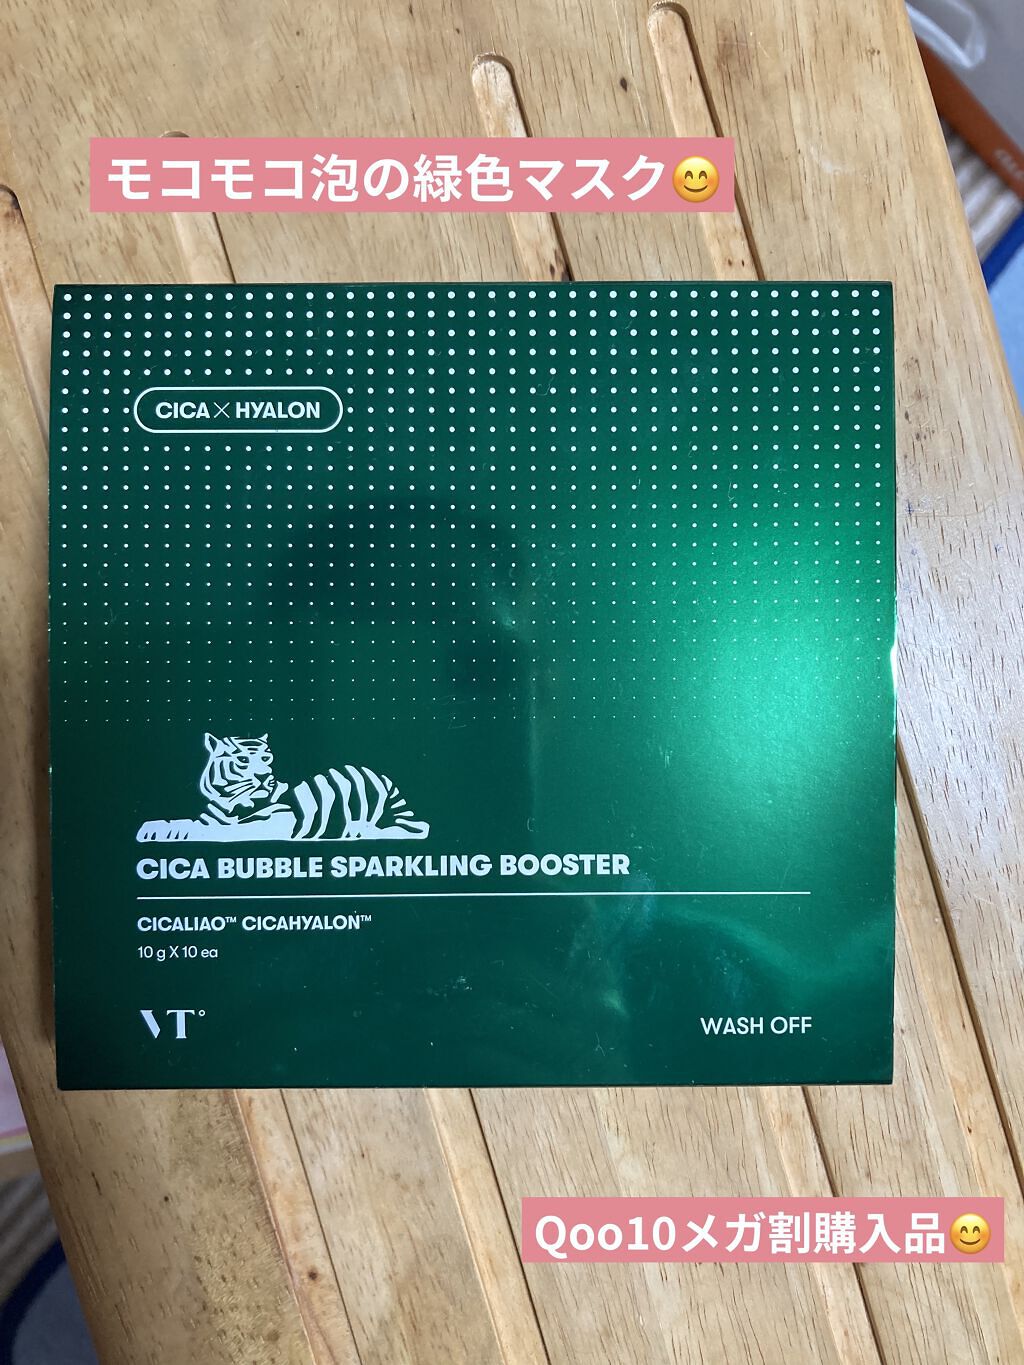 モコモコ泡の緑色マスク😊
CICA×HYALON
CICA BUBBLE SPARKLING BOOSTER
CICALIAO™ CICAHYALON™
10 g X 10 ea
VT°
WASH OFF
Qoo10メガ割購入品😊